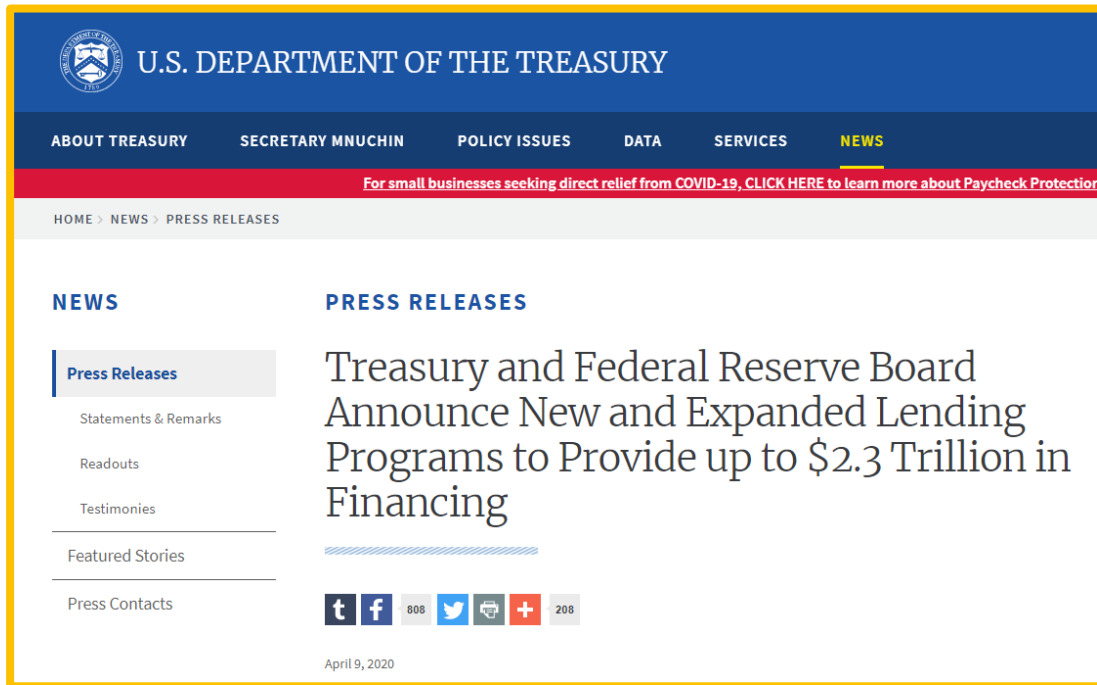 U.S. DEPARTMENT OF THE TREASURY
ABOUT TREASURY SECRETARY MNUCHIN POLICY ISSUES DATA SERVICES NEWS
For small businesses seeking direct relief from COVID-19, CLICK HERE to learn more about Paycheck Protection
HOME > NEWS > PRESS RELEASES
NEWS
Press Releases
Statements & Remarks
Readouts
Testimonies
Featured Stories
Press Contacts
PRESS RELEASES
Treasury and Federal Reserve Board
Announce New and Expanded Lending
Programs to Provide up to $2.3 Trillion in
Financing
808 208
April 9, 2020